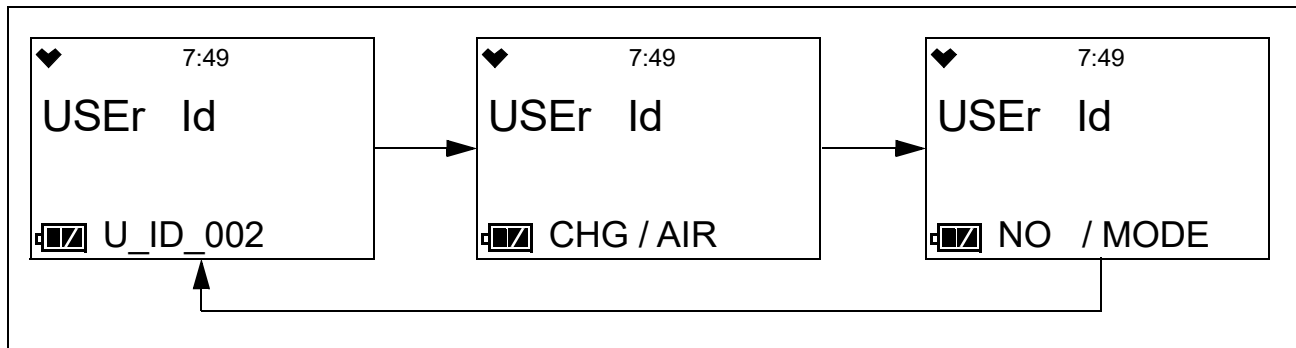 7:49
USEr Id
U_ID_002
7:49
USEr Id
CHG / AIR
7:49
USEr Id
NO / MODE